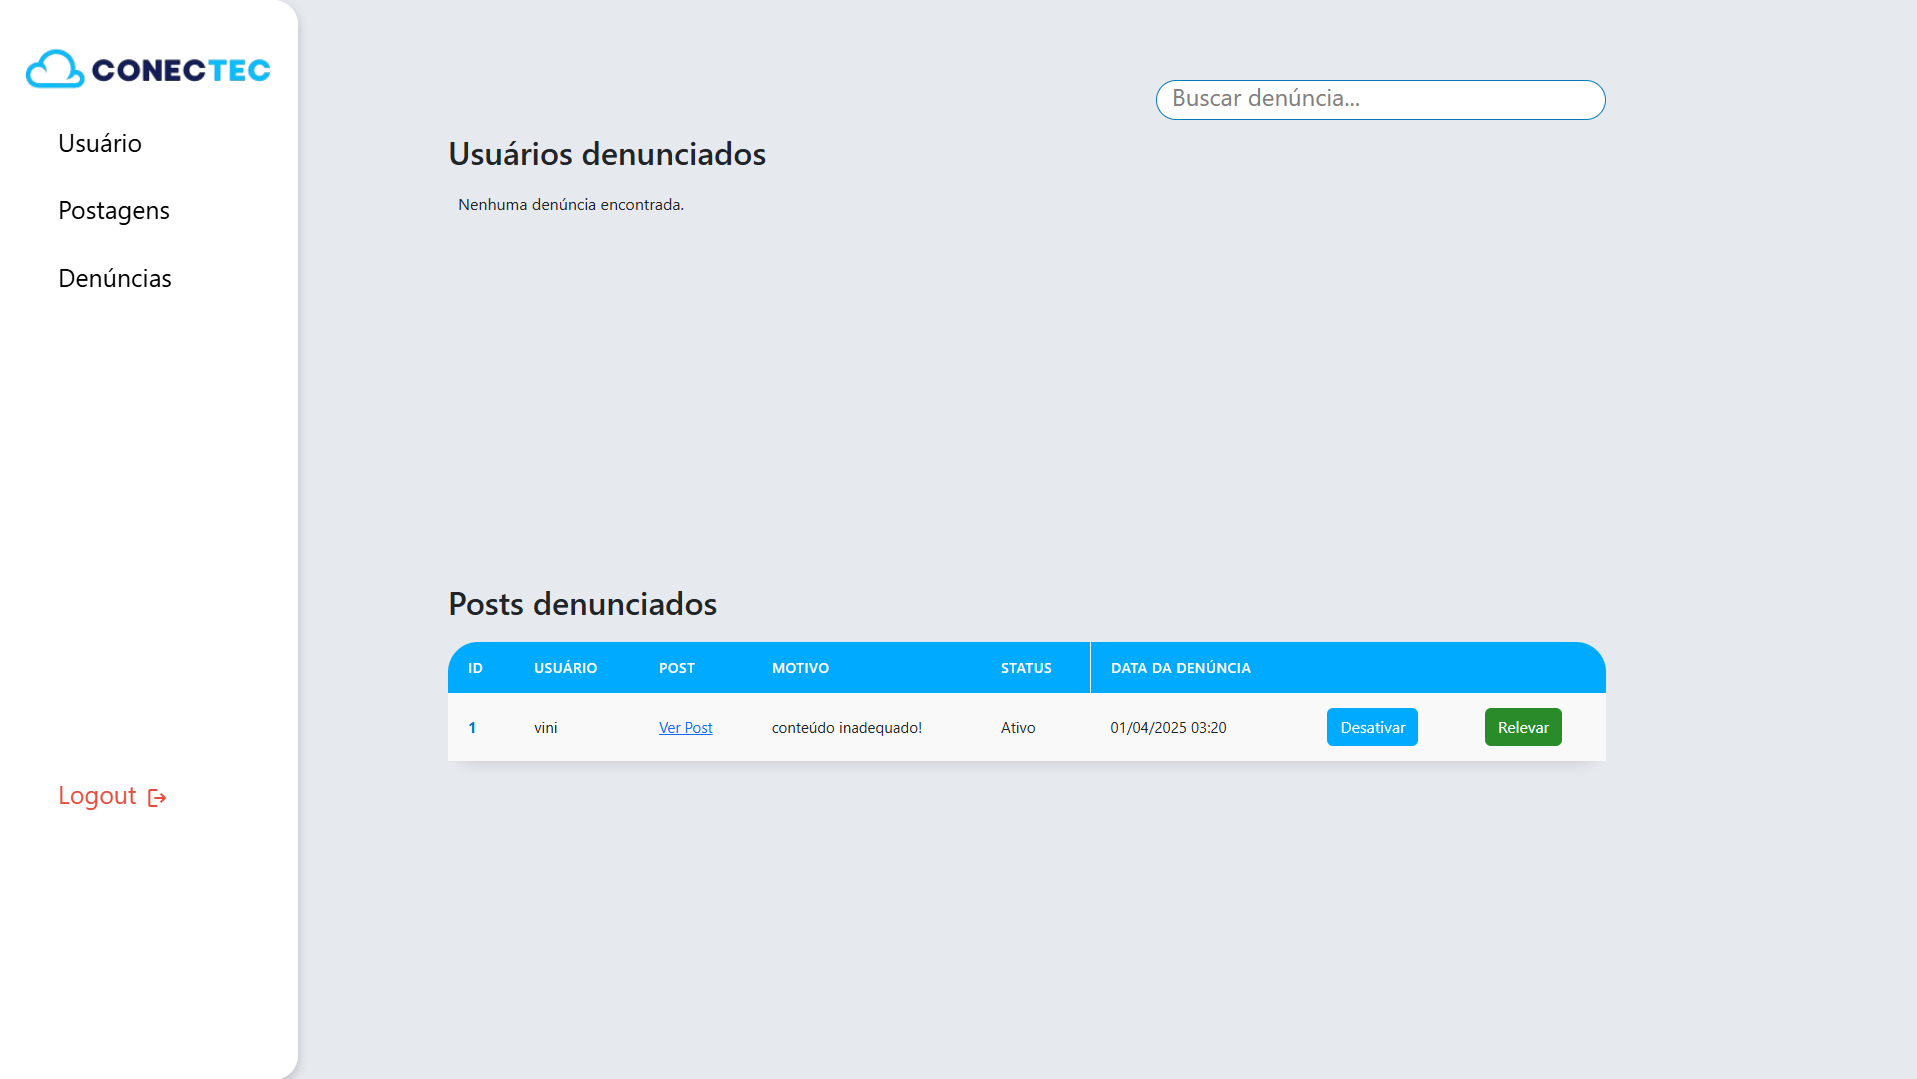 CONECTEC
Usuário
Postagens
Denúncias
Logout
Buscar denúncia...
Usuários denunciados
Nenhuma denúncia encontrada.
Posts denunciados
ID USUÁRIO POST MOTIVO STATUS DATA DA DENÚNCIA
1 vini Ver Post conteúdo inadequado! Ativo 01/04/2025 03:20 Desativar Relevar